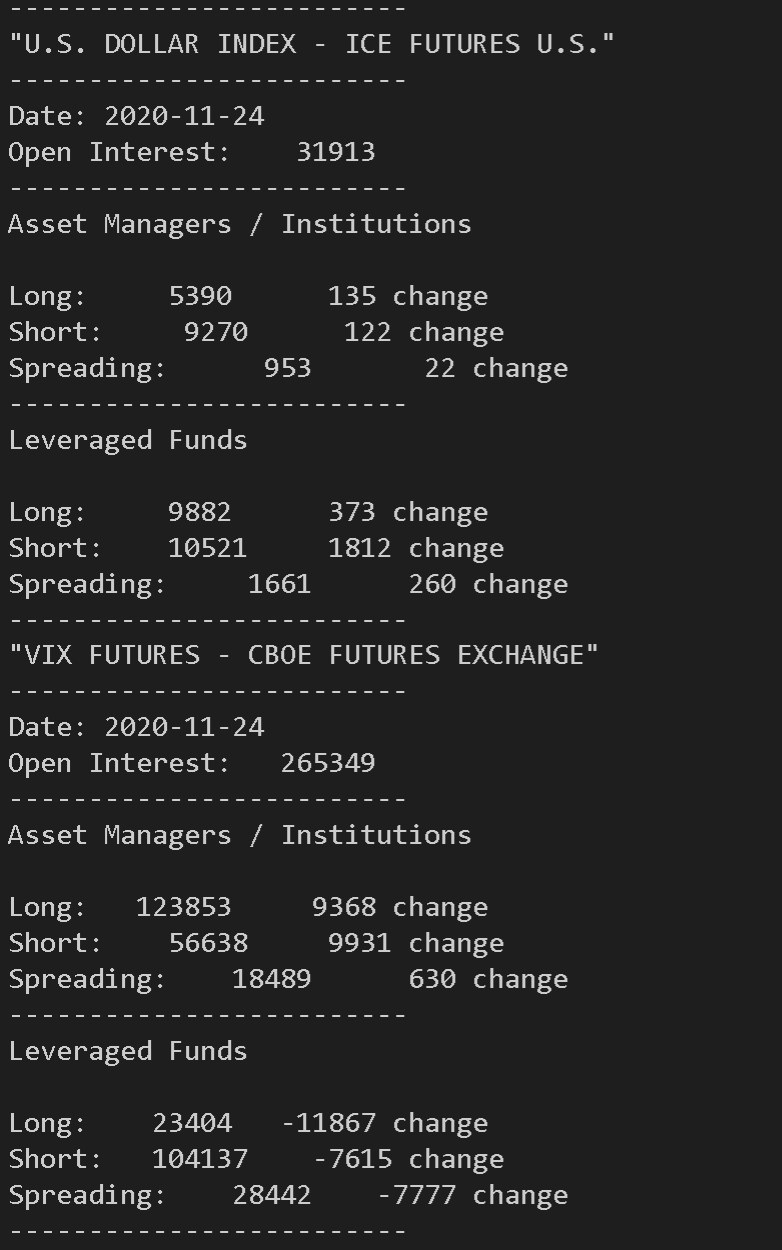 -------------------------
"U.S. DOLLAR INDEX - ICE FUTURES U.S."
-------------------------
Date: 2020-11-24
Open Interest:    31913
-------------------------
Asset Managers / Institutions

Long:     5390      135 change
Short:     9270      122 change
Spreading:      953       22 change
-------------------------
Leveraged Funds

Long:     9882      373 change
Short:    10521     1812 change
Spreading:     1661      260 change
-------------------------
"VIX FUTURES - CBOE FUTURES EXCHANGE"
-------------------------
Date: 2020-11-24
Open Interest:   265349
-------------------------
Asset Managers / Institutions

Long:   123853     9368 change
Short:    56638     9931 change
Spreading:    18489      630 change
-------------------------
Leveraged Funds

Long:    23404   -11867 change
Short:   104137    -7615 change
Spreading:    28442    -7777 change
-------------------------